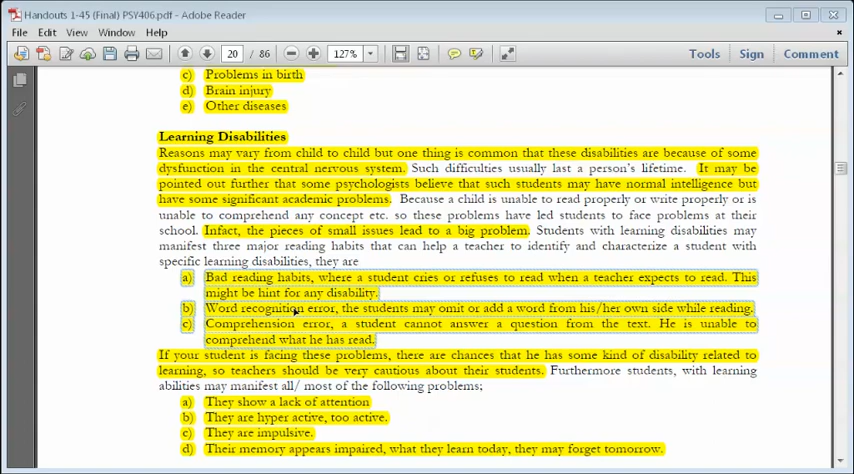 Handouts 1-45 (Final) PSY406.pdf - Adobe Reader
File Edit View Window Help
20 / 86 127% Tools Sign Comment
c) Problems in birth
d) Brain injury
e) Other diseases
Learning Disabilities
Reasons may vary from child to child but one thing is common that these disabilities are because of some
dysfunction in the central nervous system. Such difficulties usually last a person's lifetime. It may be
pointed out further that some psychologists believe that such students may have normal intelligence but
have some significant academic problems. Because a child is unable to read properly or write properly or is
unable to comprehend any concept etc. so these problems have led students to face problems at their
school. Infact, the pieces of small issues lead to a big problem. Students with learning disabilities may
manifest three major reading habits that can help a teacher to identify and characterize a student with
specific learning disabilities, they are
a) Bad reading habits, where a student cries or refuses to read when a teacher expects to read. This
might be hint for any disability.
b) Word recognition error, the students may omit or add a word from his/her own side while reading.
c) Comprehension error, a student cannot answer a question from the text. He is unable to
comprehend what he has read.
If your student is facing these problems, there are chances that he has some kind of disability related to
learning, so teachers should be very cautious about their students. Furthermore students, with learning
abilities may manifest all/ most of the following problems;
a) They show a lack of attention
b) They are hyper active, too active.
c) They are impulsive.
d) Their memory appears impaired, what they learn today, they may forget tomorrow.